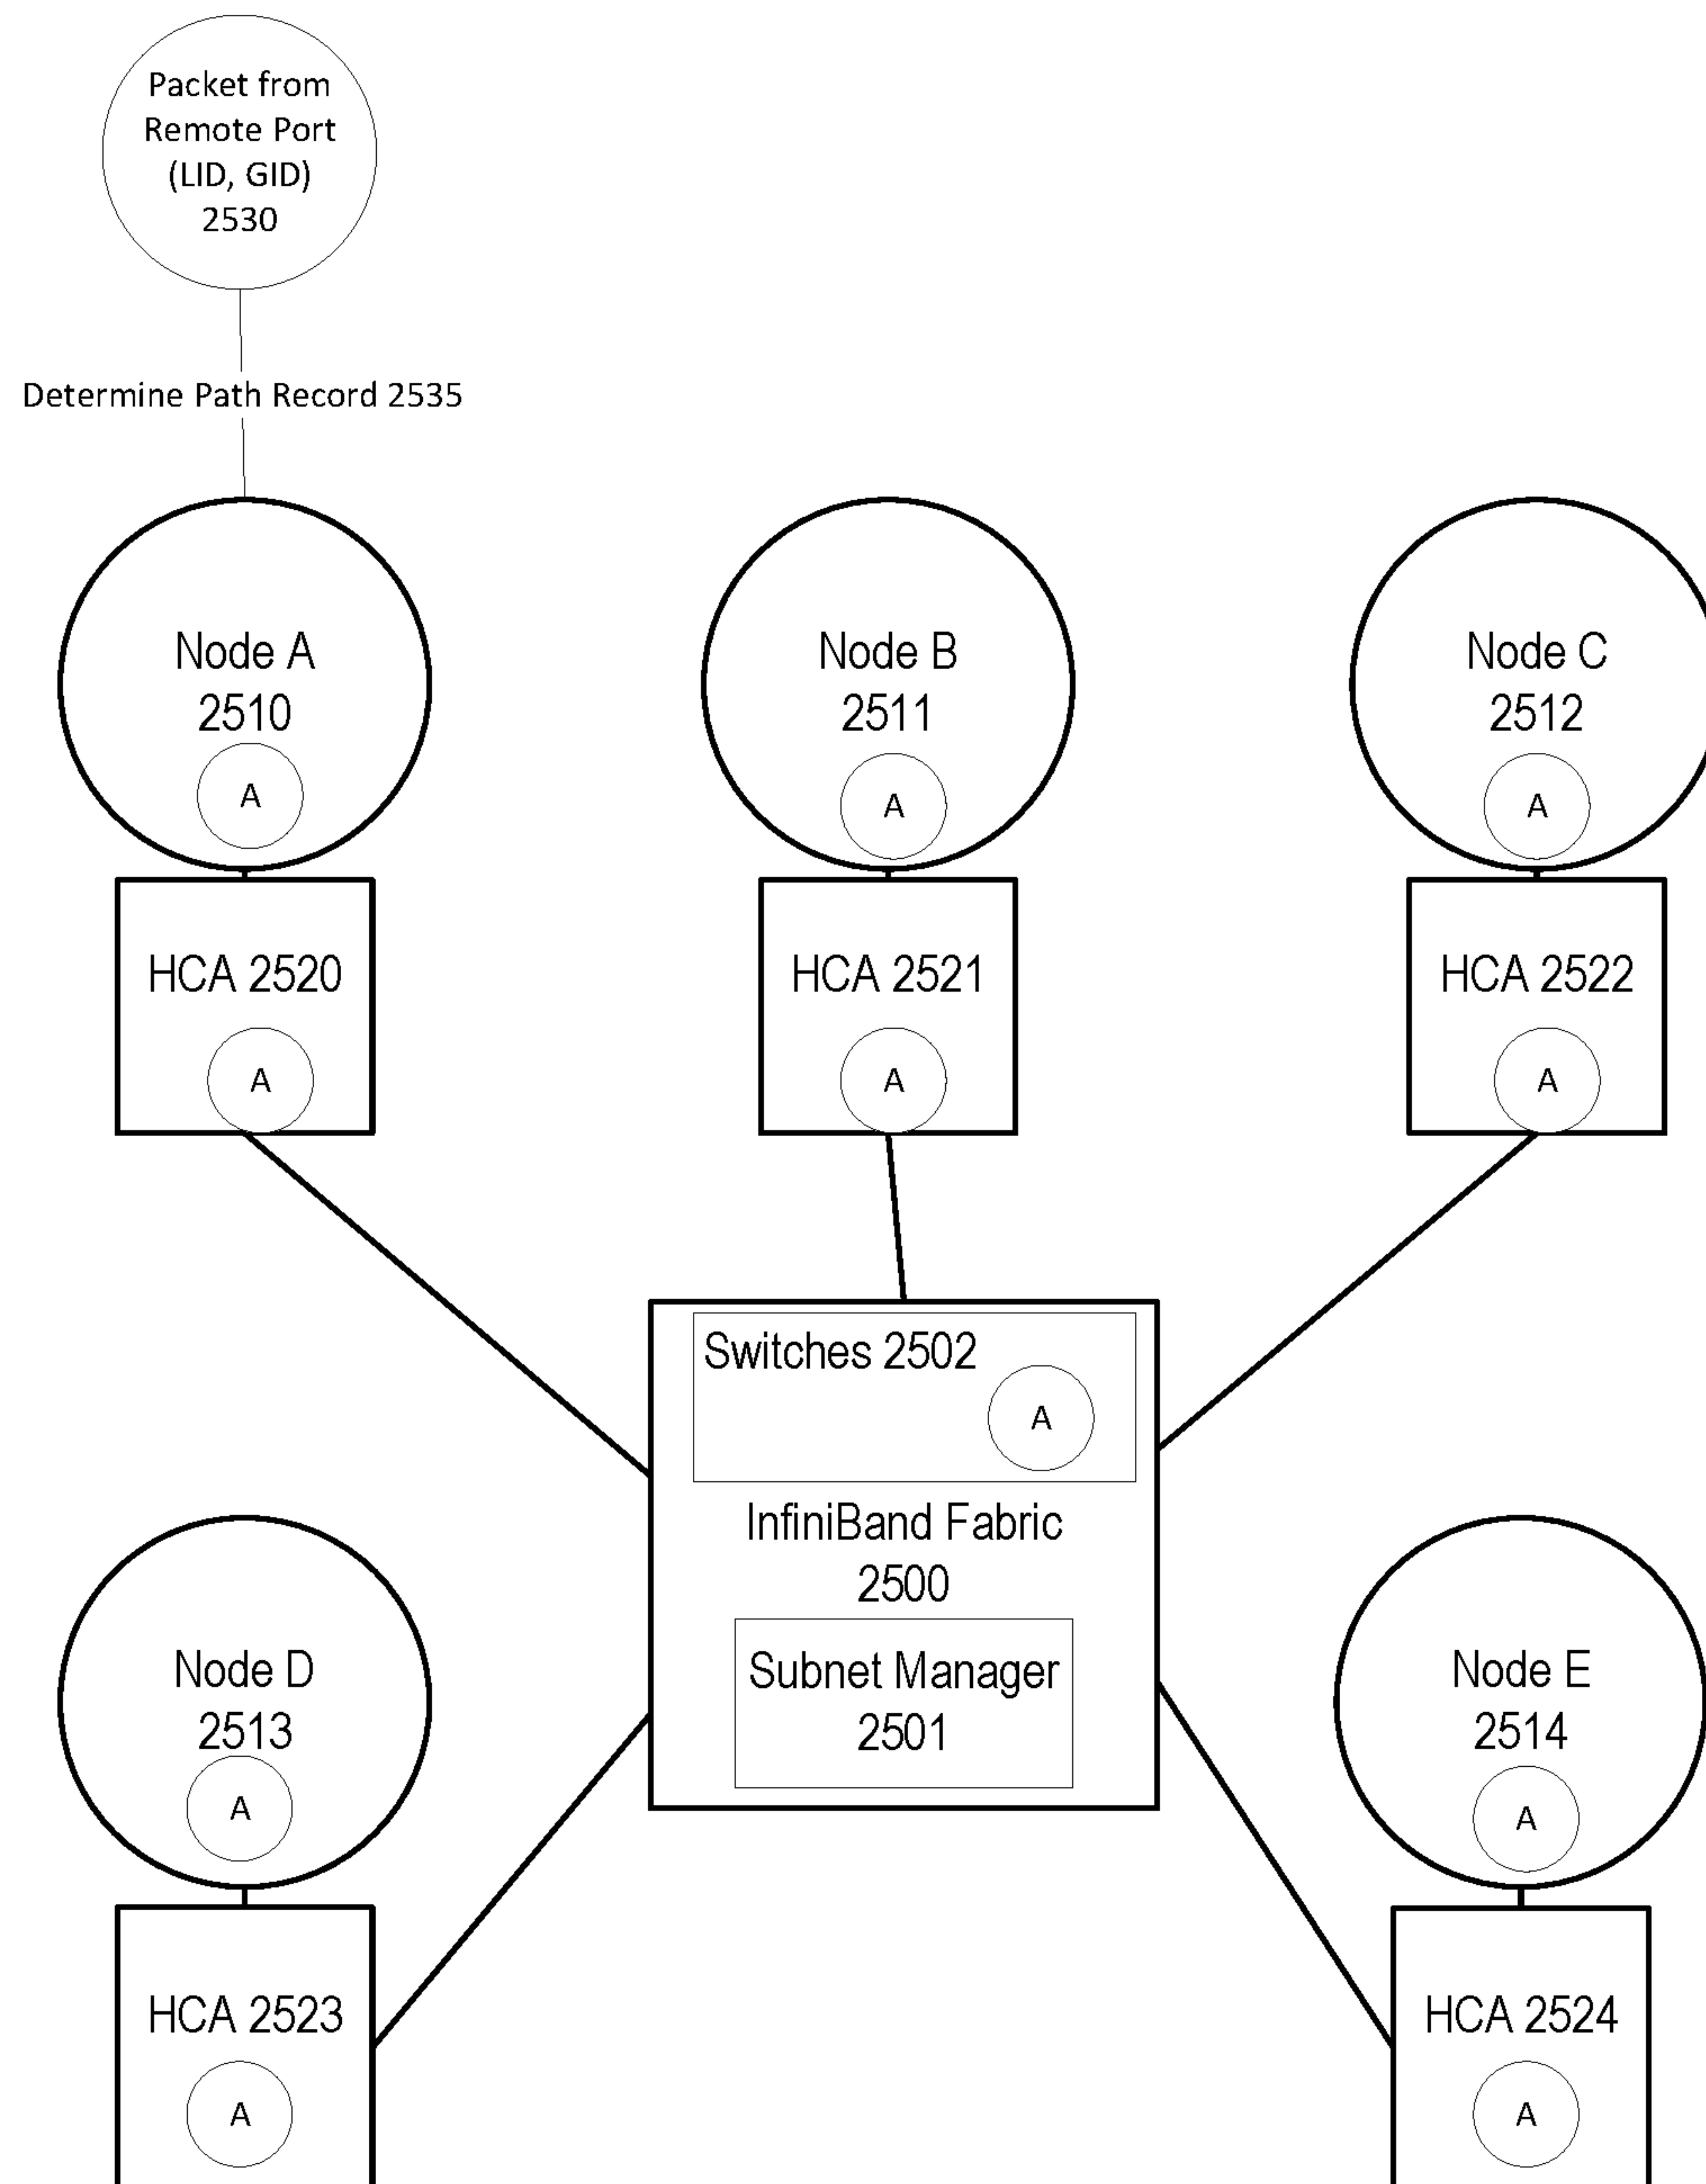 Packet from
Remote Port
(LID, GID)
2530
Determine Path Record 2535
Node A
2510
A
Node B
2511
A
Node C
2512
A
HCA 2520
A
HCA 2521
A
HCA 2522
A
Switches 2502
A
InfiniBand Fabric
2500
Subnet Manager
2501
Node D
2513
A
Node E
2514
A
HCA 2523
A
HCA 2524
A